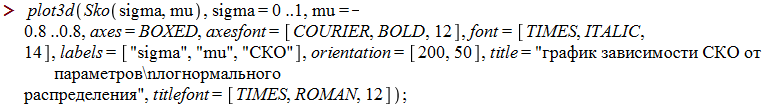 > plot3d(Sko(sigma, mu), sigma = 0 ..1, mu = -
0.8 ..0.8, axes = BOXED, axesfont = [COURIER, BOLD, 12], font = [TIMES, ITALIC,
14], labels = ["sigma", "mu", "СКО"], orientation = [200, 50], title = "график зависимости СКО от
параметров\nлогнормального
распределения", titlefont = [TIMES, ROMAN, 12]);